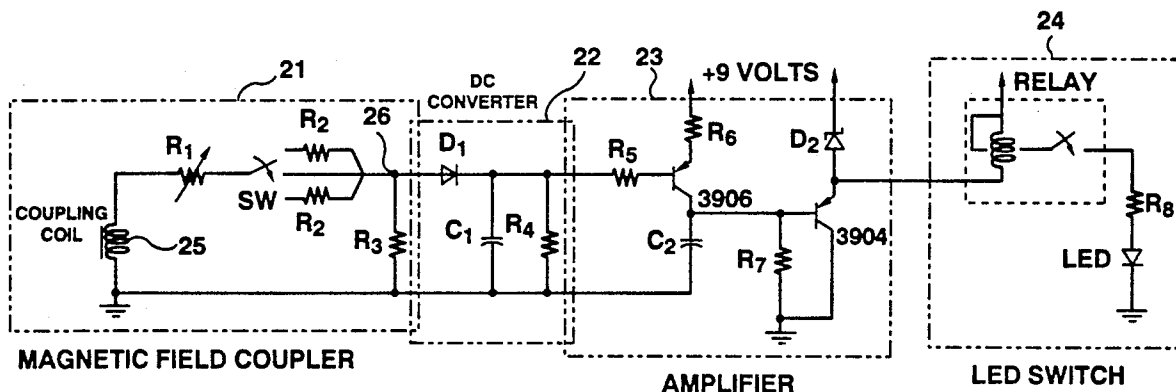 21
R1
SW
R2
R2
26
R3
COUPLING
COIL
25
MAGNETIC FIELD COUPLER
DC
CONVERTER
22
D1
C1
R4
23
+9 VOLTS
R5
R6
3906
C2
D2
R7
3904
AMPLIFIER
24
RELAY
R8
LED
LED SWITCH